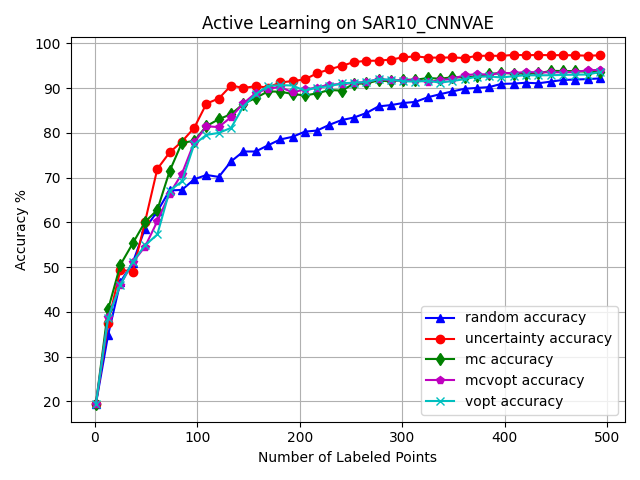 Active Learning on SAR10_CNNVAE
Accuracy %
100
90
80
70
60
50
40
30
20
0
100
200
300
400
500
Number of Labeled Points
random accuracy
uncertainty accuracy
mc accuracy
mcvopt accuracy
vopt accuracy